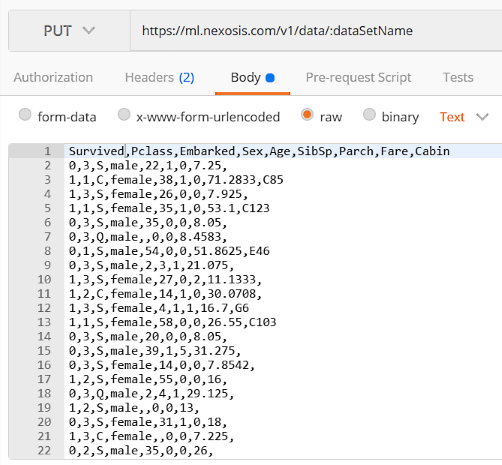 PUT https://ml.nexosis.com/v1/data/:dataSetName
Authorization Headers (2) Body Pre-request Script Tests
form-data x-www-form-urlencoded raw binary Text
1 Survived,Pclass,Embarked,Sex,Age,SibSp,Parch,Fare,Cabin
2 0,3,S,male,22,1,0,7.25,
3 1,1,C,female,38,1,0,71.2833,C85
4 1,3,S,female,26,0,0,7.925,
5 1,1,S,female,35,1,0,53.1,C123
6 0,3,S,male,35,0,0,8.05,
7 0,3,Q,male,,0,0,8.4583,
8 0,1,S,male,54,0,0,51.8625,E46
9 0,3,S,male,2,3,1,21.075,
10 1,3,S,female,27,0,2,11.1333,
11 1,2,C,female,14,1,0,30.0708,
12 1,3,S,female,4,1,1,16.7,G6
13 1,1,S,female,58,0,0,26.55,C103
14 0,3,S,male,20,0,0,8.05,
15 0,3,S,male,39,1,5,31.275,
16 0,3,S,female,14,0,0,7.8542,
17 1,2,S,female,55,0,0,16,
18 0,3,Q,male,2,4,1,29.125,
19 1,2,S,male,,0,0,13,
20 0,3,S,female,31,1,0,18,
21 1,3,C,female,,0,0,7.225,
22 0,2,S,male,35,0,0,26,